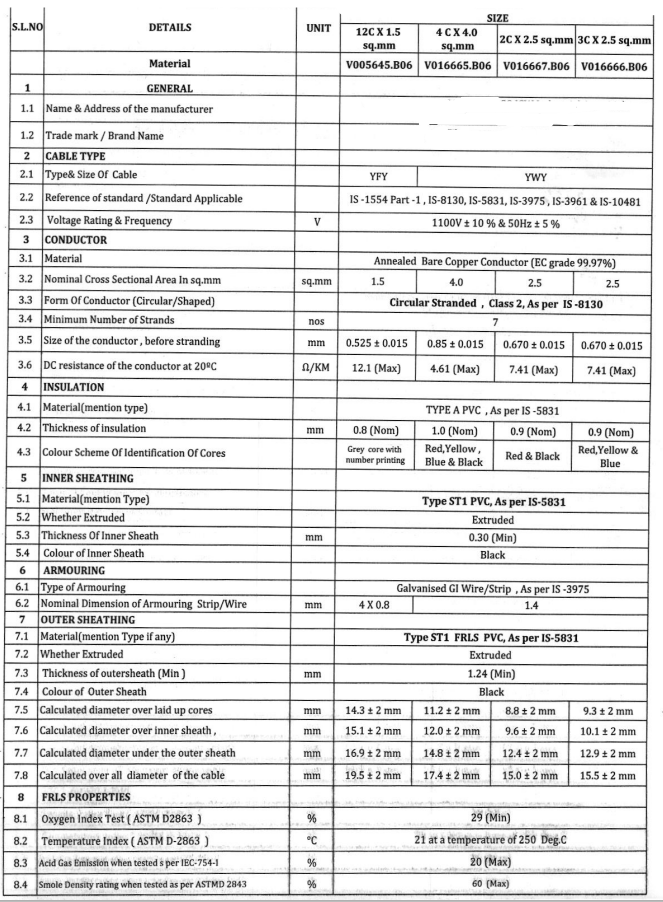 S.L.NO DETAILS UNIT SIZE
12C X 1.5 sq.mm 4 C X 4.0 sq.mm 2C X 2.5 sq.mm 3C X 2.5 sq.mm
Material V005645.B06 V016665.B06 V016667.B06 V016666.B06
1 GENERAL
1.1 Name & Address of the manufacturer
1.2 Trade mark / Brand Name
2 CABLE TYPE
2.1 Type& Size Of Cable YFY YWY
2.2 Reference of standard /Standard Applicable IS -1554 Part -1 , IS-8130, IS-5831, IS-3975 , IS-3961 & IS-10481
2.3 Voltage Rating & Frequency V 1100V ± 10 % & 50Hz ± 5 %
3 CONDUCTOR
3.1 Material Annealed Bare Copper Conductor (EC grade 99.97%)
3.2 Nominal Cross Sectional Area In sq.mm sq.mm 1.5 4.0 2.5 2.5
3.3 Form Of Conductor (Circular/Shaped) Circular Stranded , Class 2, As per IS -8130
3.4 Minimum Number of Strands nos 7
3.5 Size of the conductor , before stranding mm 0.525 ± 0.015 0.85 ± 0.015 0.670 ± 0.015 0.670 ± 0.015
3.6 DC resistance of the conductor at 20ºC Ω/KM 12.1 (Max) 4.61 (Max) 7.41 (Max) 7.41 (Max)
4 INSULATION
4.1 Material(mention type) TYPE A PVC , As per IS -5831
4.2 Thickness of insulation mm 0.8 (Nom) 1.0 (Nom) 0.9 (Nom) 0.9 (Nom)
4.3 Colour Scheme Of Identification Of Cores Grey core with number printing Red,Yellow , Blue & Black Red & Black Red,Yellow & Blue
5 INNER SHEATHING
5.1 Material(mention Type) Type ST1 PVC, As per IS-5831
5.2 Whether Extruded Extruded
5.3 Thickness Of Inner Sheath mm 0.30 (Min)
5.4 Colour of Inner Sheath Black
6 ARMOURING
6.1 Type of Armouring Galvanised GI Wire/Strip , As per IS -3975
6.2 Nominal Dimension of Armouring Strip/Wire mm 4 X 0.8 1.4
7 OUTER SHEATHING
7.1 Material(mention Type if any) Type ST1 FRLS PVC, As per IS-5831
7.2 Whether Extruded Extruded
7.3 Thickness of outersheath (Min ) mm 1.24 (Min)
7.4 Colour of Outer Sheath Black
7.5 Calculated diameter over laid up cores mm 14.3 ± 2 mm 11.2 ± 2 mm 8.8 ± 2 mm 9.3 ± 2 mm
7.6 Calculated diameter over inner sheath , mm 15.1 ± 2 mm 12.0 ± 2 mm 9.6 ± 2 mm 10.1 ± 2 mm
7.7 Calculated diameter under the outer sheath mm 16.9 ± 2 mm 14.8 ± 2 mm 12.4 ± 2 mm 12.9 ± 2 mm
7.8 Calculated over all diameter of the cable mm 19.5 ± 2 mm 17.4 ± 2 mm 15.0 ± 2 mm 15.5 ± 2 mm
8 FRLS PROPERTIES
8.1 Oxygen Index Test ( ASTM D2863 ) % 29 (Min)
8.2 Temperature Index ( ASTM D-2863 ) °C 21 at a temperature of 250 Deg.C
8.3 Acid Gas Emission when tested s per IEC-754-1 % 20 (Max)
8.4 Smole Density rating when tested as per ASTMD 2843 % 60 (Max)